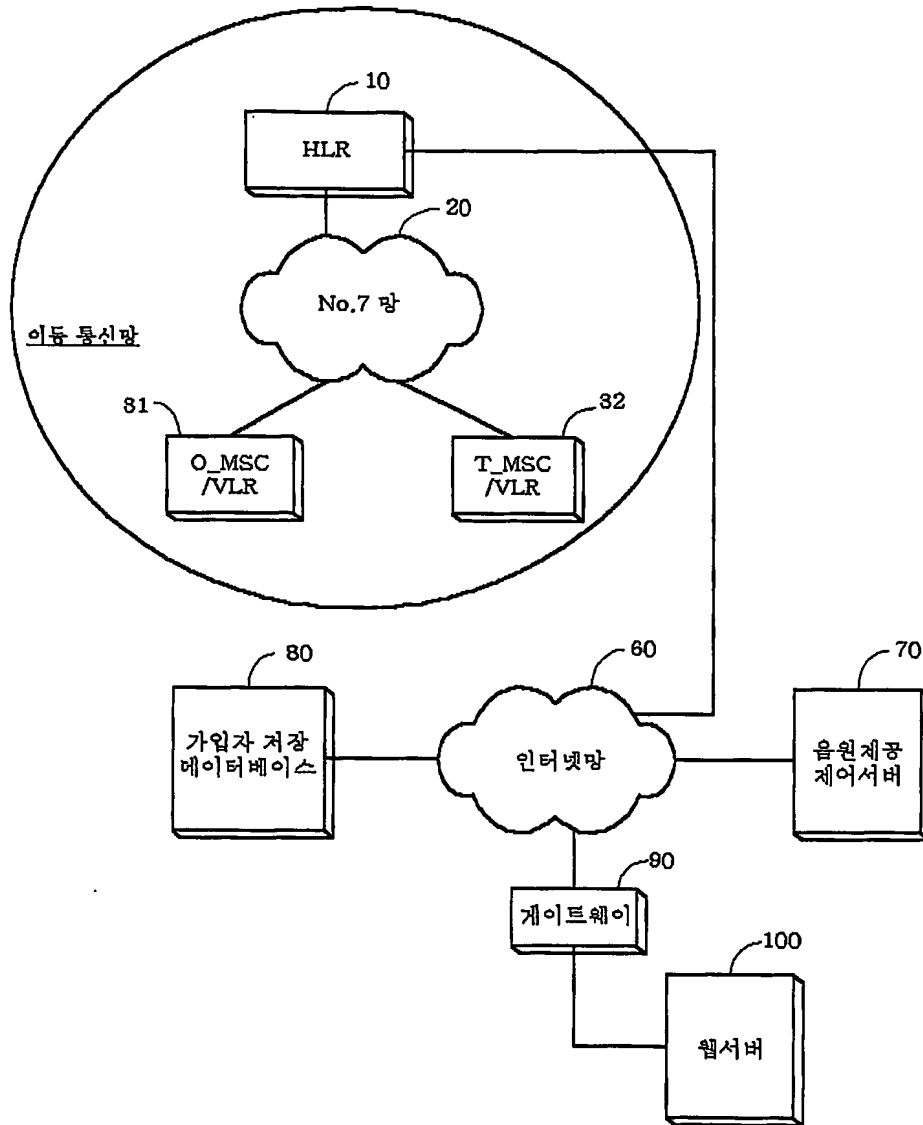 10
HLR
20
No.7 망
이동 통신망
31
O_MSC
/VLR
32
T_MSC
/VLR
80
가입자 저장
데이터베이스
60
인터넷망
70
음원제공
제어서버
90
게이트웨이
100
웹서버